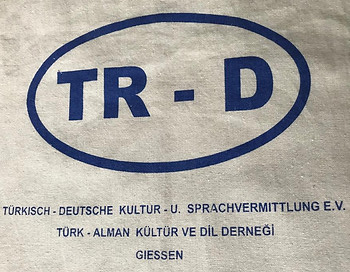 TR - D
TÜRKISCH - DEUTSCHE KULTUR - U. SPRACHVERMITTLUNG E.V.
TÜRK - ALMAN KÜLTÜR VE DİL DERNEĞİ
GIESSEN